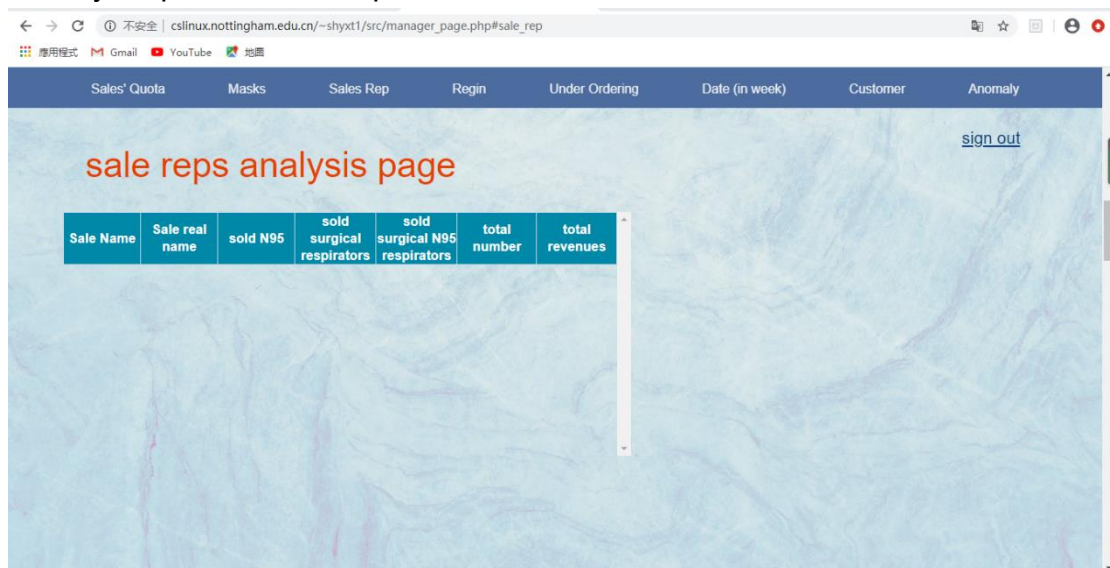 不安全 | cslinux.nottingham.edu.cn/~shyxt1/src/manager_page.php#sale_rep
應用程式 Gmail YouTube 地圖
Sales' Quota Masks Sales Rep Regin Under Ordering Date (in week) Customer Anomaly
sign out
sale reps analysis page
Sale Name Sale real name sold N95 sold surgical respirators sold surgical N95 respirators total number total revenues